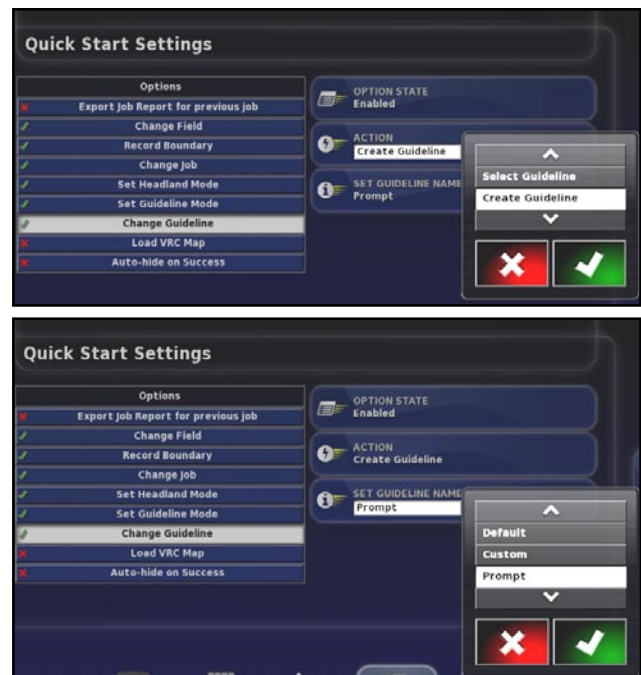 Quick Start Settings
Options
Export Job Report for previous job
Change Field
Record Boundary
Change Job
Set Headland Mode
Set Guideline Mode
Change Guideline
Load VRC Map
Auto-hide on Success
OPTION STATE
Enabled
ACTION
Create Guideline
SET GUIDELINE NAME
Prompt
Select Guideline
Create Guideline
Quick Start Settings
Options
Export Job Report for previous job
Change Field
Record Boundary
Change Job
Set Headland Mode
Set Guideline Mode
Change Guideline
Load VRC Map
Auto-hide on Success
OPTION STATE
Enabled
ACTION
Create Guideline
SET GUIDELINE NAME
Prompt
Default
Custom
Prompt